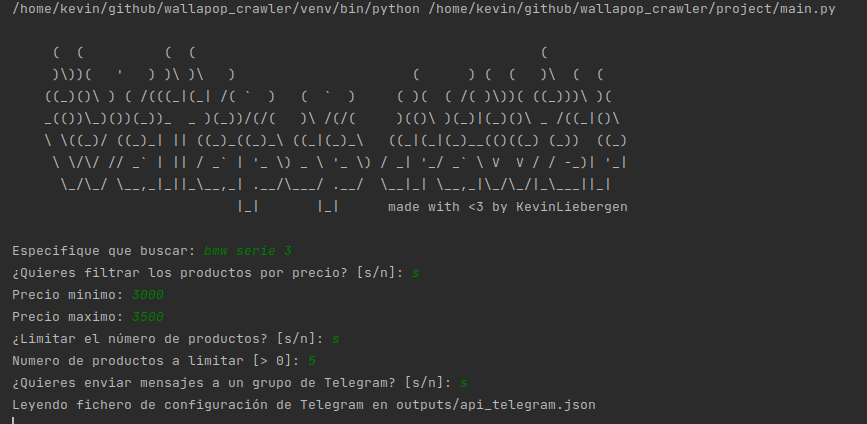 /home/kevin/github/wallapop_crawler/venv/bin/python /home/kevin/github/wallapop_crawler/project/main.py
     (  (          (  (                                           (
     )\))(   '   ) )\ )\   )                      (      ) (  (   )\  (  (
    ((_)()\ ) ( /(((_|(_| /( `  )   (  `  )     ( )(  ( /( )\))( ((_)))\ )(
    _(())\_)())(_))_  _ )(_))/(/(   )\ /(/(     )(()\ )(_)|(_)()\ _ /((_|()\
    \ \((_)/ ((_)_| || ((_)_((_)_\ ((_|(_)_\   ((_|(_|(_)__(()((_) (_))  ((_)
     \ \/\/ // _` | || / _` | '_ \) _ \ '_ \) / _| '_/ _` \ V  V / / -_)| '_|
      \_/\_/ \__,_|_||_\__,_| .__/\___/ .__/  \__|_| \__,_|\_/\_/|_\___||_|
                            |_|       |_|      made with <3 by KevinLiebergen
Especifique que buscar: bmw serie 3
¿Quieres filtrar los productos por precio? [s/n]: s
Precio minimo: 3000
Precio maximo: 3500
¿Limitar el número de productos? [s/n]: s
Numero de productos a limitar [> 0]: 5
¿Quieres enviar mensajes a un grupo de Telegram? [s/n]: s
Leyendo fichero de configuración de Telegram en outputs/api_telegram.json